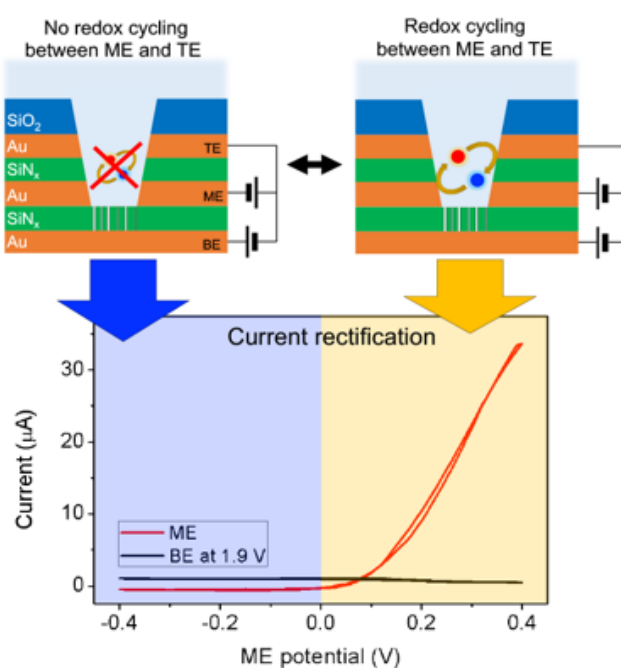 No redox cycling
between ME and TE
Redox cycling
between ME and TE
SiO2
Au
TE
SiNx
Au
ME
SiNx
Au
BE
Current rectification
Current (μA)
30
20
10
0
ME
BE at 1.9 V
-0.4
-0.2
0.0
0.2
0.4
ME potential (V)